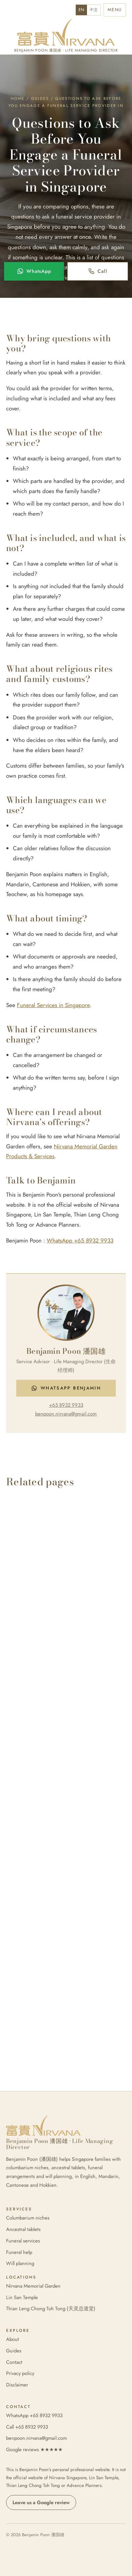 EN 中文 MENU
富貴 NIRVANA
BENJAMIN POON 潘国雄 LIFE MANAGING DIRECTOR
HOME / GUIDES / QUESTIONS TO ASK BEFORE
YOU ENGAGE A FUNERAL SERVICE PROVIDER IN
Questions to Ask
Before You
Engage a Funeral
Service Provider
in Singapore
If you are comparing options, these are
questions to ask a funeral service provider in
Singapore before you agree to anything. You do
not need every answer at once. Write the
questions down, ask them calmly, and ask again
if something is unclear. This is a list of questions
WhatsApp
Call
Why bring questions with
you?
Having a short list in hand makes it easier to think
clearly when you speak with a provider.
You could ask the provider for written terms,
including what is included and what any fees
cover.
What is the scope of the
service?
What exactly is being arranged, from start to
finish?
Which parts are handled by the provider, and
which parts does the family handle?
Who will be my contact person, and how do I
reach them?
What is included, and what is
not?
Can I have a complete written list of what is
included?
Is anything not included that the family should
plan for separately?
Are there any further charges that could come
up later, and what would they cover?
Ask for these answers in writing, so the whole
family can read them.
What about religious rites
and family customs?
Which rites does our family follow, and can
the provider support them?
Does the provider work with our religion,
dialect group or tradition?
Who decides on rites within the family, and
have the elders been heard?
Customs differ between families, so your family's
own practice comes first.
Which languages can we
use?
Can everything be explained in the language
our family is most comfortable with?
Can older relatives follow the discussion
directly?
Benjamin Poon explains matters in English,
Mandarin, Cantonese and Hokkien, with some
Teochew, as his homepage says.
What about timing?
What do we need to decide first, and what
can wait?
What documents or approvals are needed,
and who arranges them?
Is there anything the family should do before
the first meeting?
See Funeral Services in Singapore.
What if circumstances
change?
Can the arrangement be changed or
cancelled?
What do the written terms say, before I sign
anything?
Where can I read about
Nirvana's offerings?
If you would like to see what Nirvana Memorial
Garden offers, see Nirvana Memorial Garden
Products & Services.
Talk to Benjamin
This is Benjamin Poon's personal professional
website. It is not the official website of Nirvana
Singapore, Lin San Temple, Thian Leng Chong
Toh Tong or Advance Planners.
Benjamin Poon : WhatsApp +65 8932 9933
Benjamin Poon 潘国雄
Service Advisor · Life Managing Director (生命
经理师)
WHATSAPP BENJAMIN
+65 8932 9933
benpoon.nirvana@gmail.com
Related pages
富貴 NIRVANA
Benjamin Poon 潘国雄 · Life Managing
Director
Benjamin Poon (潘国雄) helps Singapore families with
columbarium niches, ancestral tablets, funeral
arrangements and will planning, in English, Mandarin,
Cantonese and Hokkien.
SERVICES
Columbarium niches
Ancestral tablets
Funeral services
Funeral help
Will planning
LOCATIONS
Nirvana Memorial Garden
Lin San Temple
Thian Leng Chong Toh Tong (天灵总道堂)
EXPLORE
About
Guides
Contact
Privacy policy
Disclaimer
CONTACT
WhatsApp +65 8932 9933
Call +65 8932 9933
benpoon.nirvana@gmail.com
Google reviews ★★★★★
This is Benjamin Poon's personal professional website. It is not
the official website of Nirvana Singapore, Lin San Temple,
Thian Leng Chong Toh Tong or Advance Planners.
Leave us a Google review
© 2026 Benjamin Poon 潘国雄